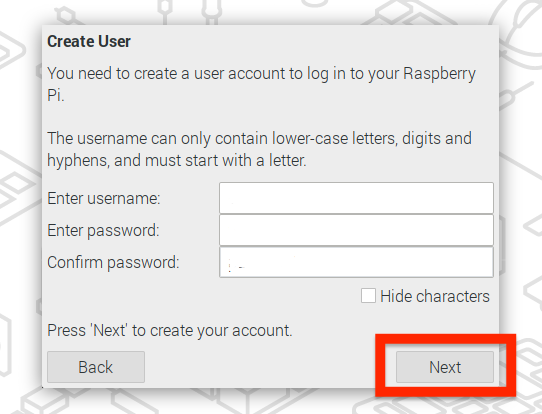 Create User
You need to create a user account to log in to your Raspberry
Pi.
The username can only contain lower-case letters, digits and
hyphens, and must start with a letter.
Enter username:
Enter password:
Confirm password:
Hide characters
Press 'Next' to create your account.
Back
Next